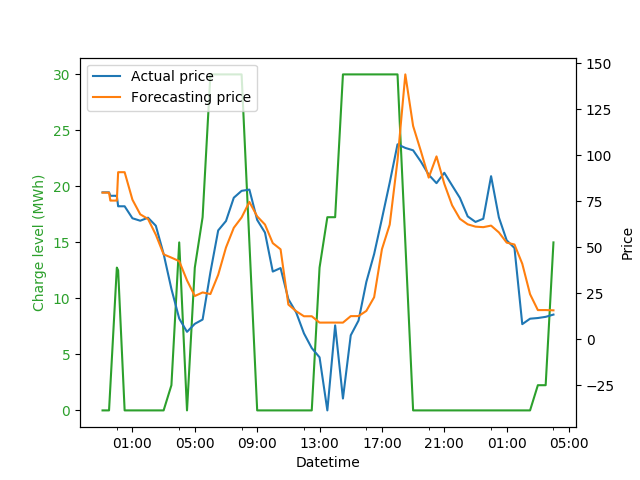 Actual price
Forecasting price
30
25
20
15
10
5
0
Charge level (MWh)
150
125
100
75
50
25
0
−25
Price
01:00 05:00 09:00 13:00 17:00 21:00 01:00 05:00
Datetime